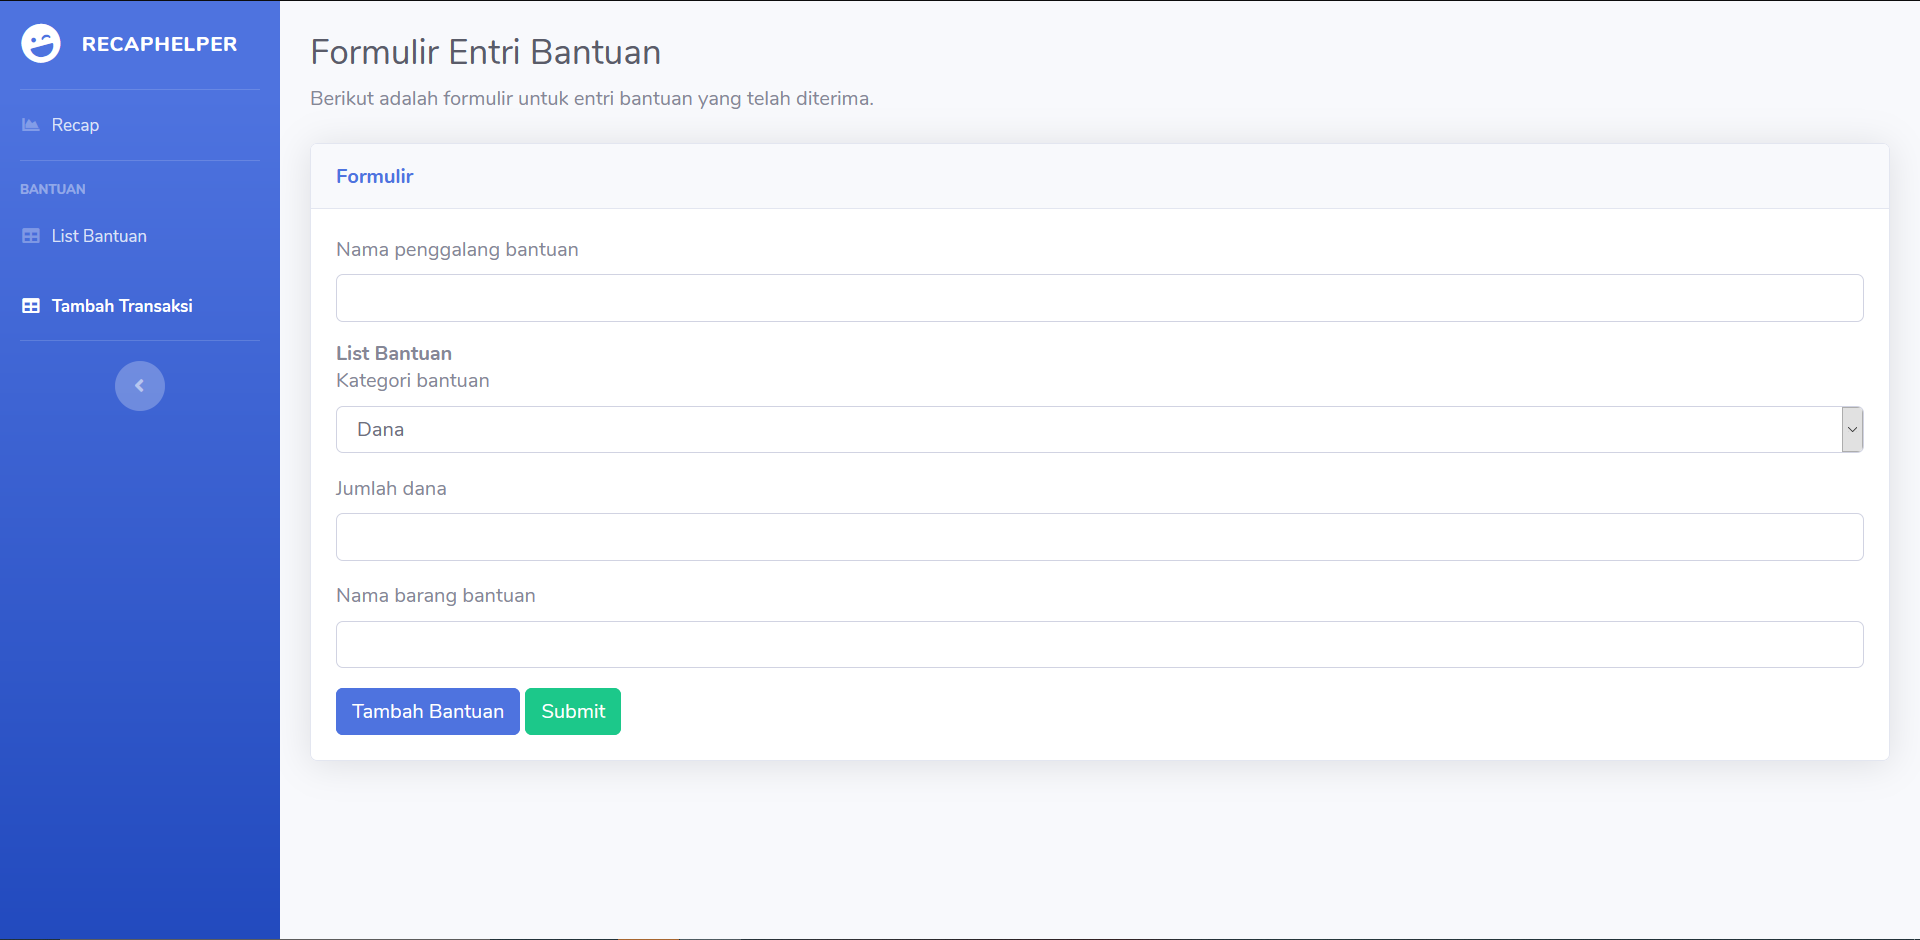 RECAPHELPER
Recap
BANTUAN
List Bantuan
Tambah Transaksi
Formulir Entri Bantuan
Berikut adalah formulir untuk entri bantuan yang telah diterima.
Formulir
Nama penggalang bantuan
List Bantuan
Kategori bantuan
Dana
Jumlah dana
Nama barang bantuan
Tambah Bantuan Submit